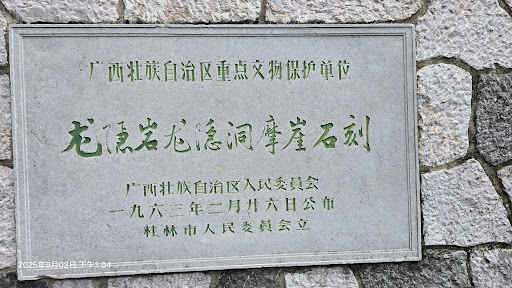 广西壮族自治区重点文物保护单位
龙隐岩龙隐洞摩崖石刻
广西壮族自治区人民委员会
一九六三年二月廿六日公布
桂林市人民委员会立
2025年9月02日 下午1:04